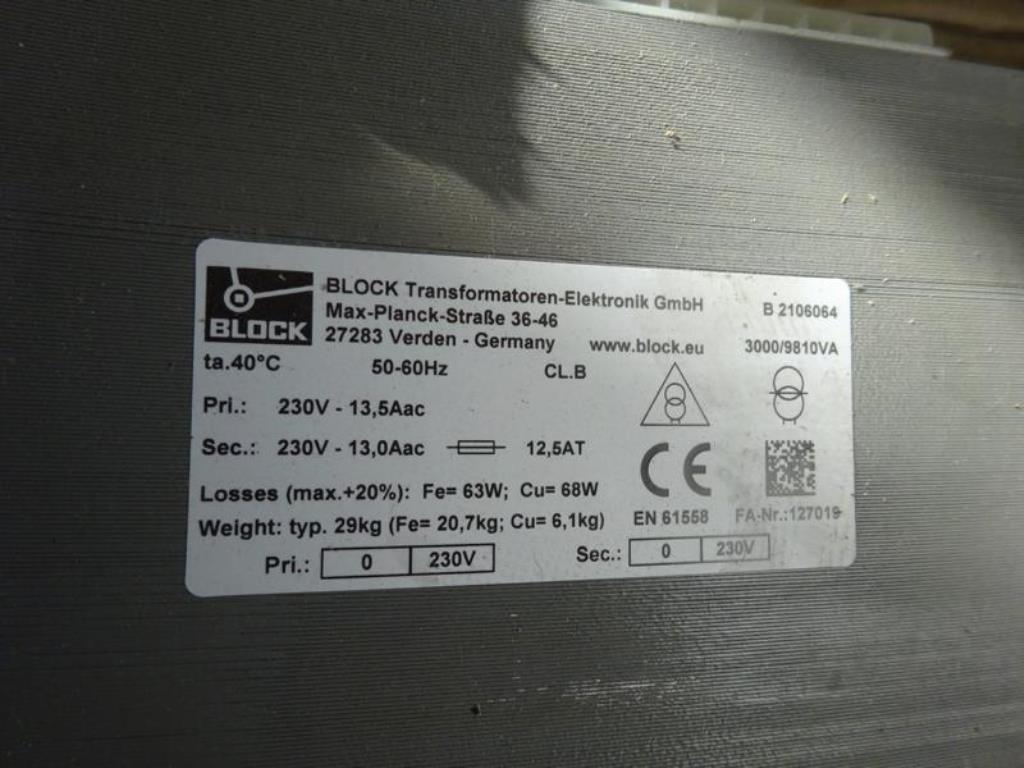 BLOCK
BLOCK Transformatoren-Elektronik GmbH
B 2106064
Max-Planck-Straße 36-46
27283 Verden - Germany
www.block.eu
3000/9810VA
ta.40°C
50-60Hz
CL.B
Pri.: 230V - 13,5Aac
Sec.: 230V - 13,0Aac
12,5AT
CE
Losses (max.+20%): Fe= 63W; Cu= 68W
Weight: typ. 29kg (Fe= 20,7kg; Cu= 6,1kg)
EN 61558
FA-Nr.:127019
Pri.: 0 230V
Sec.: 0 230V